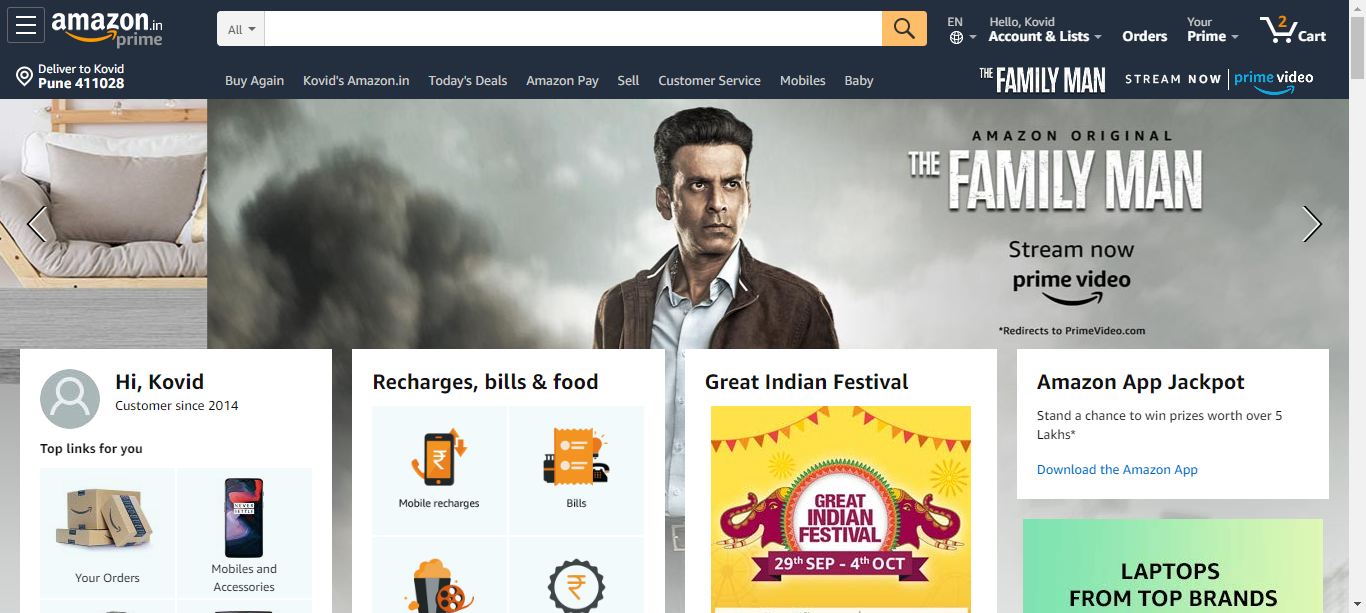 amazon.in
prime
All
EN
Hello, Kovid
Account & Lists
Orders
Your
Prime
2
Cart
Deliver to Kovid
Pune 411028
Buy Again
Kovid's Amazon.in
Today's Deals
Amazon Pay
Sell
Customer Service
Mobiles
Baby
THE FAMILY MAN
STREAM NOW
prime video
AMAZON ORIGINAL
THE FAMILY MAN
Stream now
prime video
*Redirects to PrimeVideo.com
Hi, Kovid
Customer since 2014
Top links for you
Your Orders
NEVER
SETTLE
Mobiles and
Accessories
Recharges, bills & food
₹
Mobile recharges
Bills
₹
Great Indian Festival
GREAT
INDIAN
FESTIVAL
29th SEP - 4th OCT
Amazon App Jackpot
Stand a chance to win prizes worth over 5
Lakhs*
Download the Amazon App
LAPTOPS
FROM TOP BRANDS